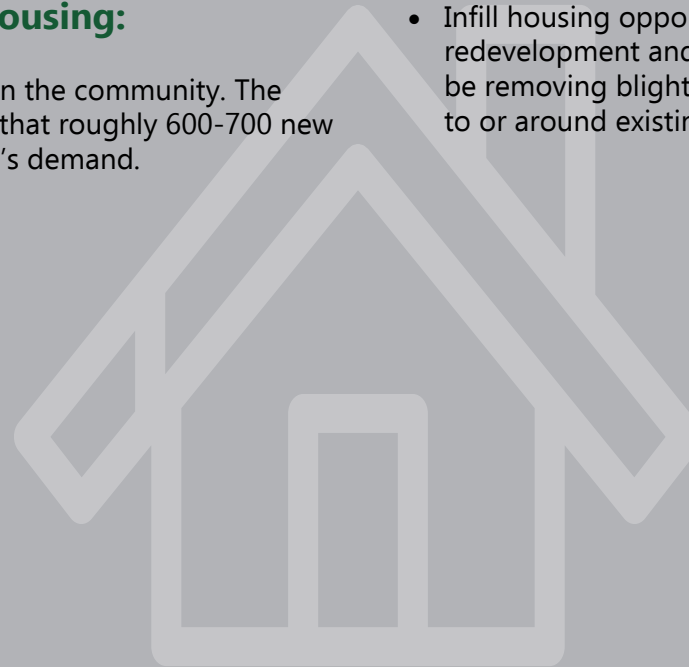 ousing:
n the community. The
that roughly 600-700 new
's demand.
• Infill housing oppo
redevelopment and
be removing blight
to or around existin